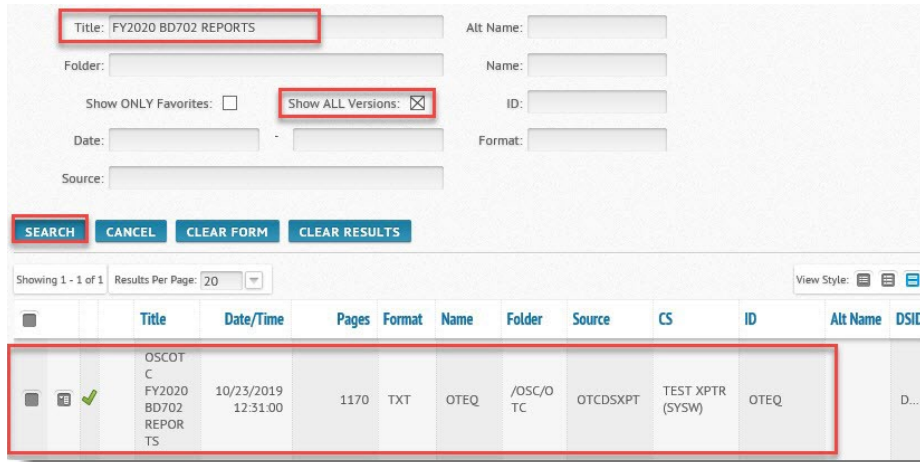 Title: FY2020 BD702 REPORTS Alt Name:
Folder: Name:
Show ONLY Favorites: Show ALL Versions: ID:
Date: - Format:
Source:
SEARCH CANCEL CLEAR FORM CLEAR RESULTS
Showing 1 - 1 of 1 Results Per Page: 20 View Style:
Title Date/Time Pages Format Name Folder Source CS ID Alt Name DSID
OSCOT
C
FY2020
BD702
REPOR
TS
10/23/2019
12:31:00
1170 TXT OTEQ
/OSC/O
TC
OTCDSXPT
TEST XPTR
(SYSW)
OTEQ
D...